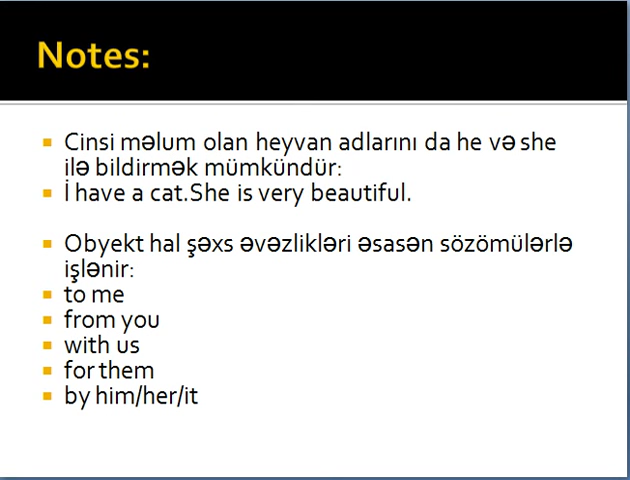 Notes:
Cinsi məlum olan heyvan adlarını da he və she
ilə bildirmək mümkündür:
İ have a cat.She is very beautiful.
Obyekt hal şəxs əvəzlikləri əsasən sözömülərlə
işlənir:
to me
from you
with us
for them
by him/her/it